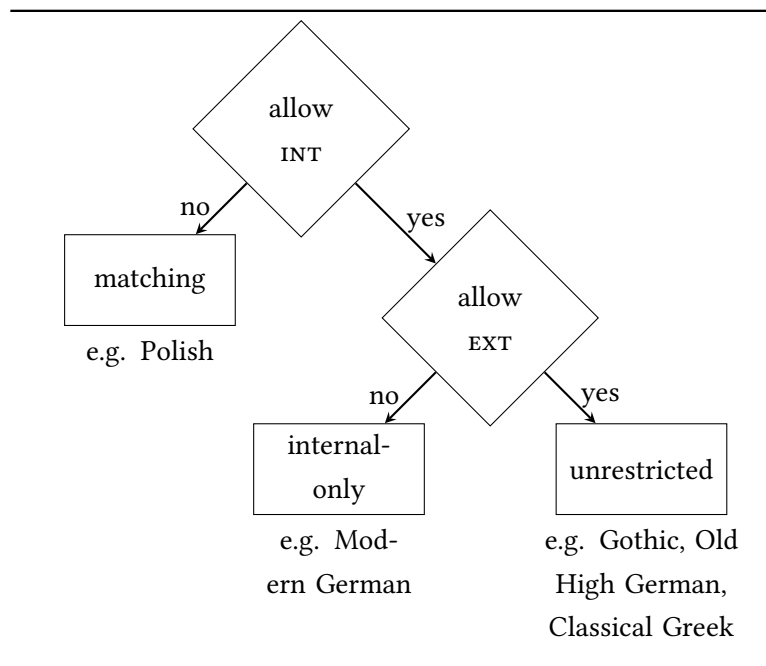 allow
INT
no
yes
matching
e.g. Polish
allow
EXT
no
yes
internal-
only
unrestricted
e.g. Mod-
ern German
e.g. Gothic, Old
High German,
Classical Greek